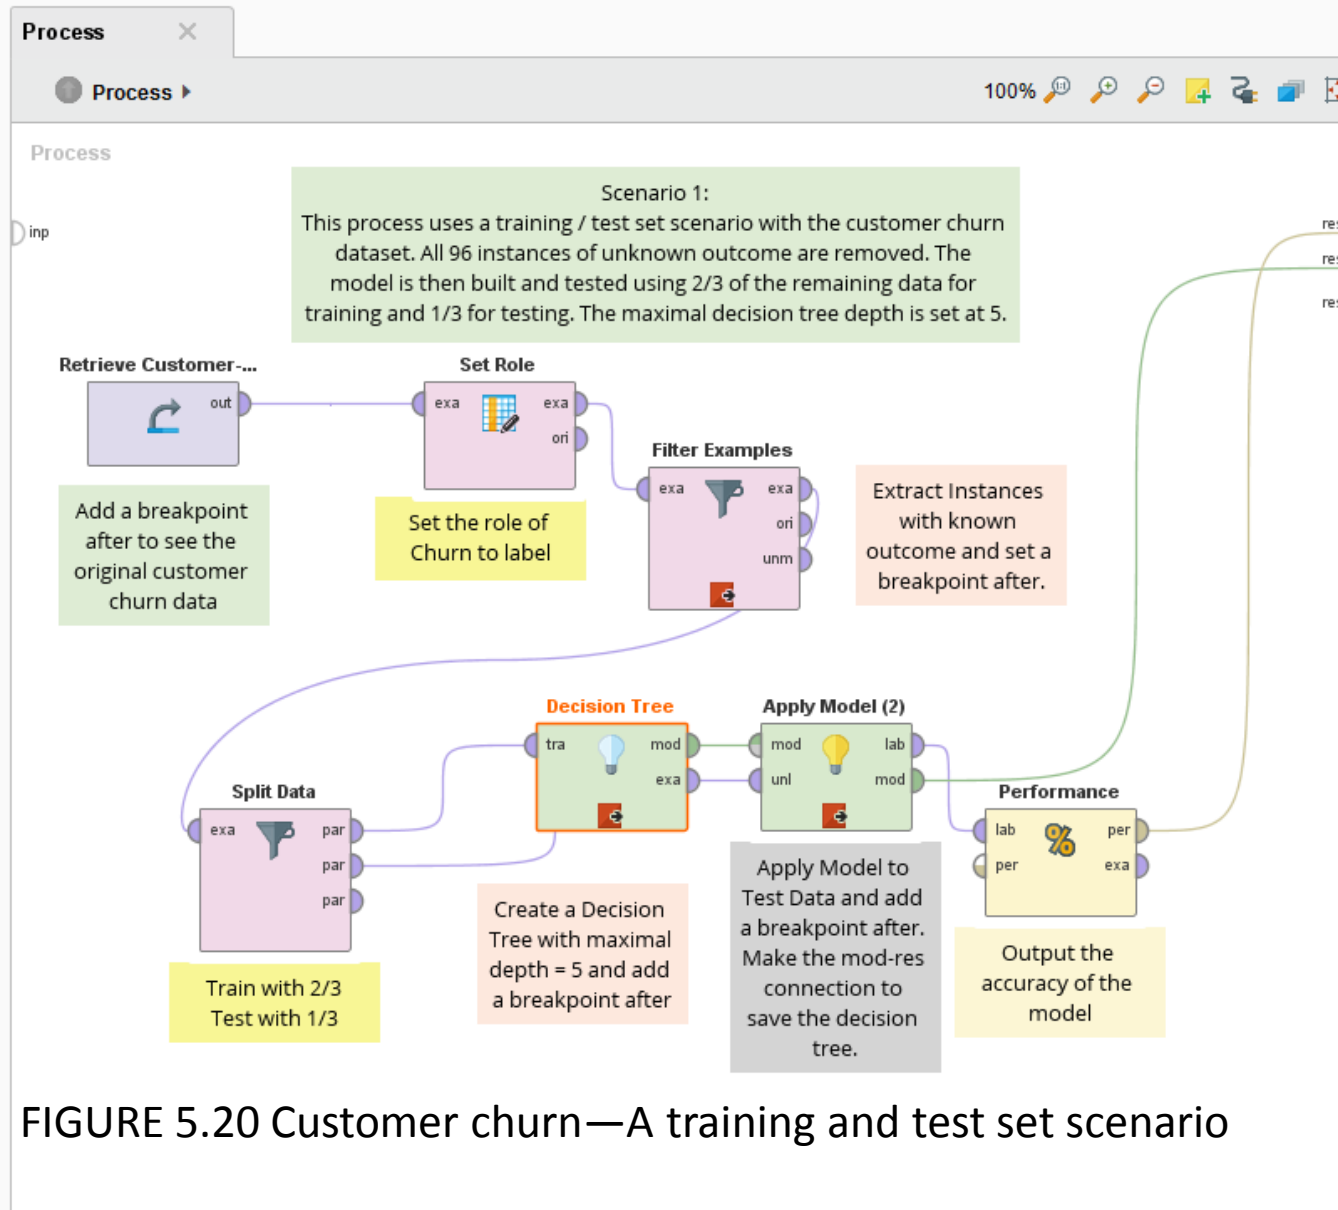 Process
Process
100%
Process
inp
Scenario 1:
This process uses a training / test set scenario with the customer churn
dataset. All 96 instances of unknown outcome are removed. The
model is then built and tested using 2/3 of the remaining data for
training and 1/3 for testing. The maximal decision tree depth is set at 5.
res
res
res
Retrieve Customer-...
out
Add a breakpoint
after to see the
original customer
churn data
Set Role
exa
exa
ori
Set the role of
Churn to label
Filter Examples
exa
exa
ori
unm
Extract Instances
with known
outcome and set a
breakpoint after.
Split Data
exa
par
par
par
Train with 2/3
Test with 1/3
Decision Tree
tra
mod
exa
Create a Decision
Tree with maximal
depth = 5 and add
a breakpoint after
Apply Model (2)
mod
lab
unl
mod
Apply Model to
Test Data and add
a breakpoint after.
Make the mod-res
connection to
save the decision
tree.
Performance
lab
per
per
exa
%
Output the
accuracy of the
model
FIGURE 5.20 Customer churn—A training and test set scenario